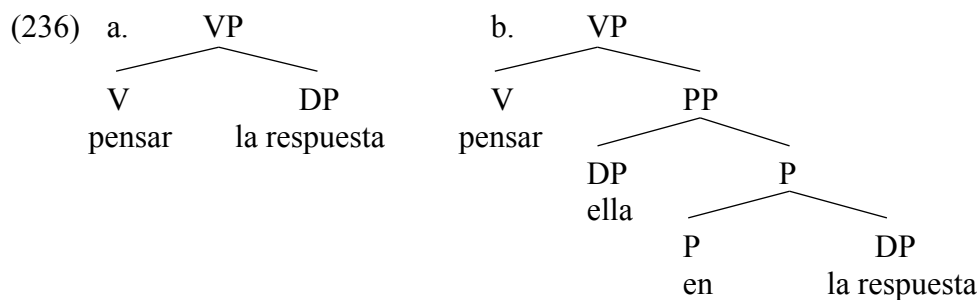 (236) a. VP b. VP
V DP V PP
pensar la respuesta pensar
DP P
ella
P DP
en la respuesta